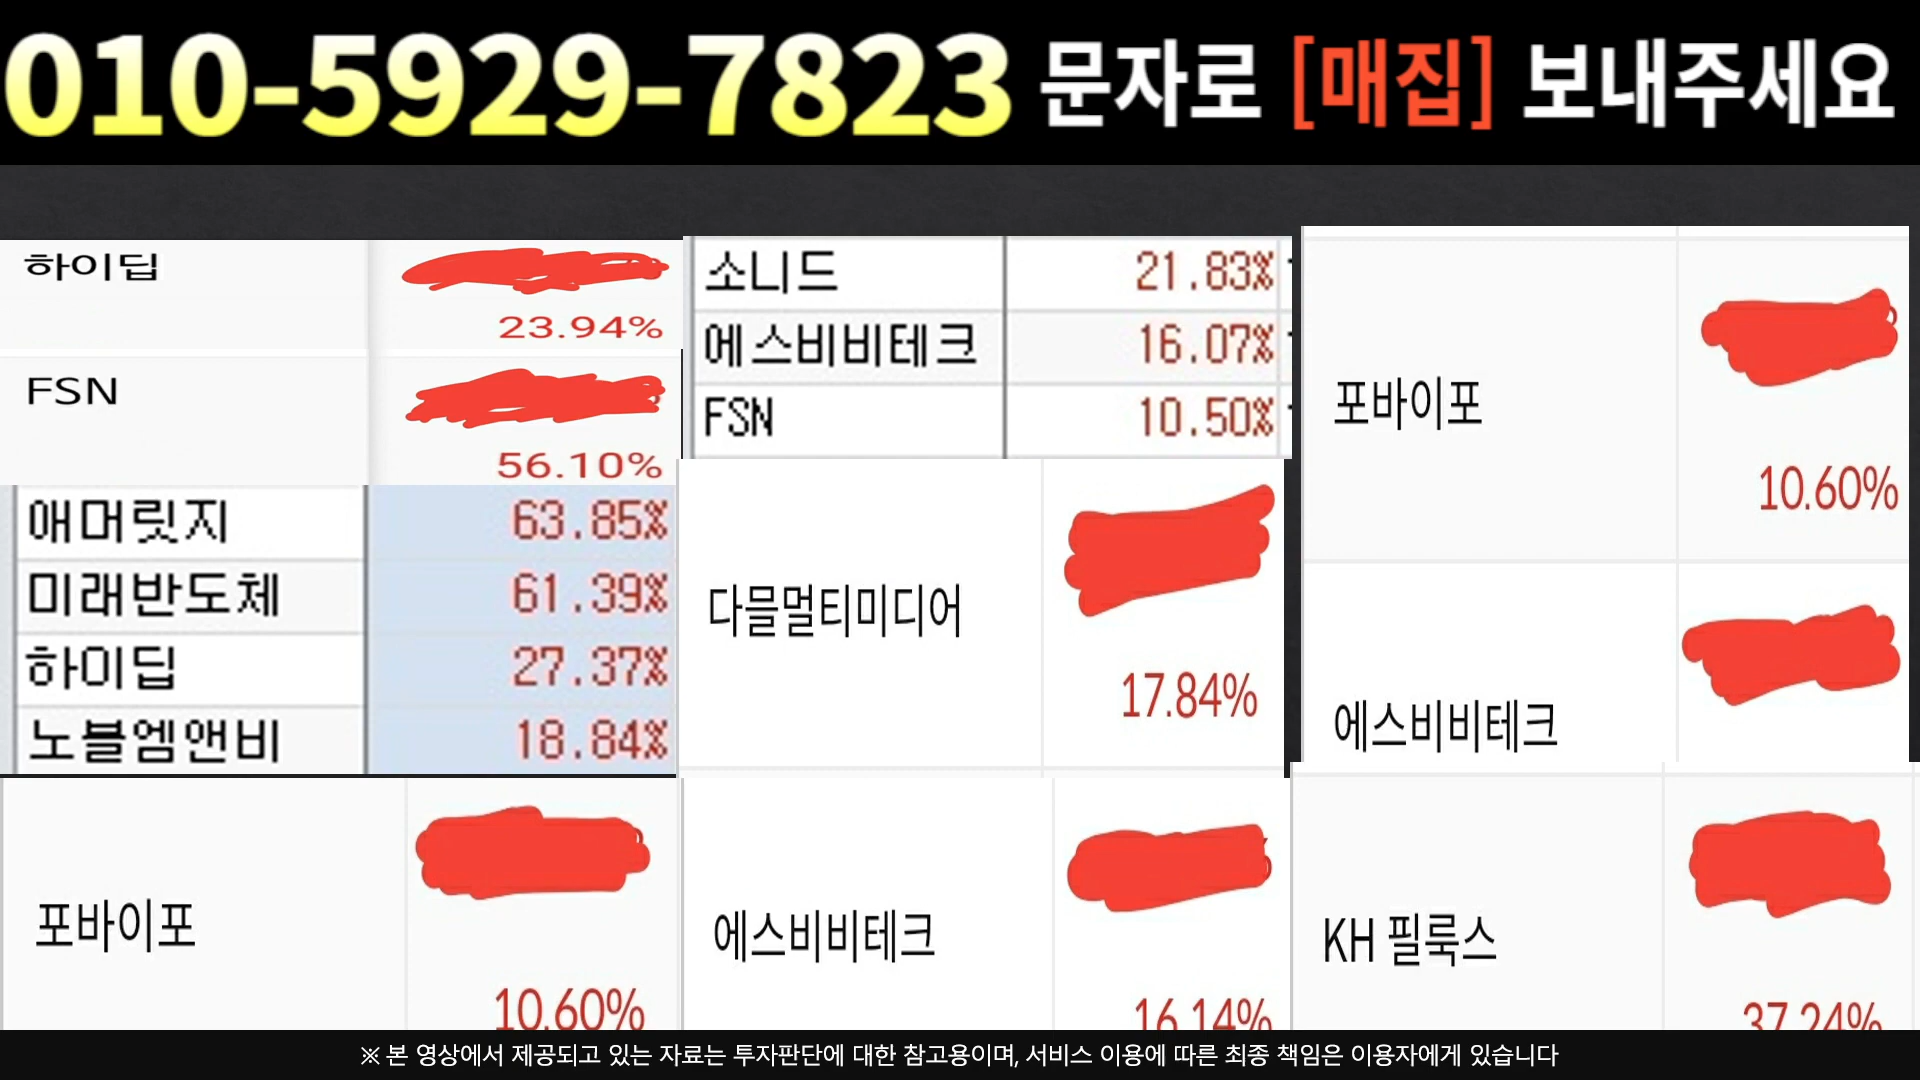 010-5929-7823 문자로 [매집] 보내주세요
하이딥
23.94%
FSN
56.10%
애머릿지 63.85%
미래반도체 61.39%
하이딥 27.37%
노블엠앤비 18.84%
소니드 21.83%
에스비비테크 16.07%
FSN 10.50%
다믈멀티미디어
17.84%
포바이포
10.60%
에스비비테크
포바이포
10.60%
에스비비테크
16.14%
KH 필룩스
37.24%
※ 본 영상에서 제공되고 있는 자료는 투자판단에 대한 참고용이며, 서비스 이용에 따른 최종 책임은 이용자에게 있습니다